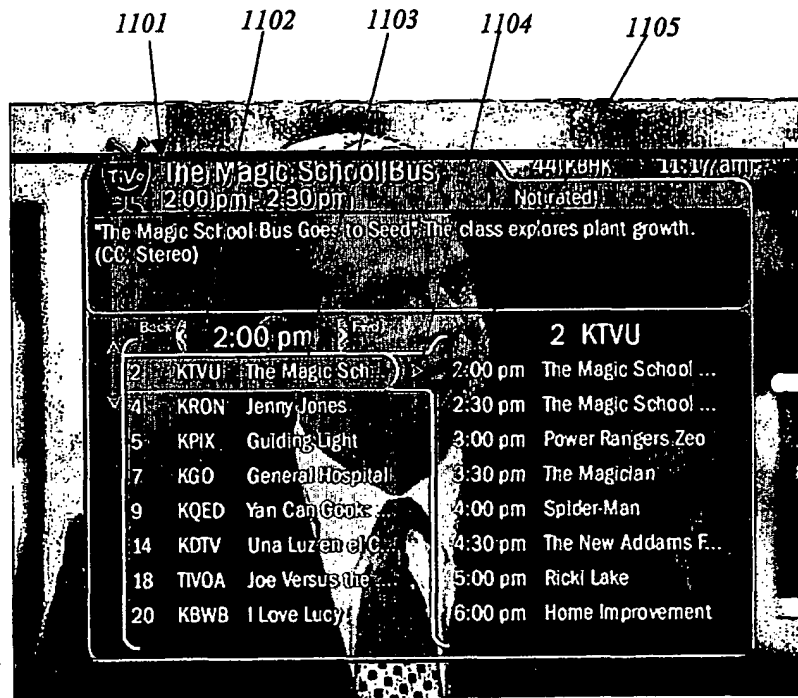 1101 1102 1103 1104 1105
TiVo The Magic School Bus 44 KBHK 11:17 am
2:00 pm - 2:30 pm Not rated
"The Magic School Bus Goes to Seed" The class explores plant growth.
(CC, Stereo)
Back 2:00 pm Fwd 2 KTVU
2 KTVU The Magic Sch... 2:00 pm The Magic School ...
4 KRON Jenny Jones 2:30 pm The Magic School ...
5 KPIX Guiding Light 3:00 pm Power Rangers Zeo
7 KGO General Hospital 3:30 pm The Magician
9 KQED Yan Can Cook: ... 4:00 pm Spider-Man
14 KDTV Una Luz en el C... 4:30 pm The New Addams F...
18 TIVOA Joe Versus the ... 5:00 pm Ricki Lake
20 KBWB I Love Lucy 6:00 pm Home Improvement